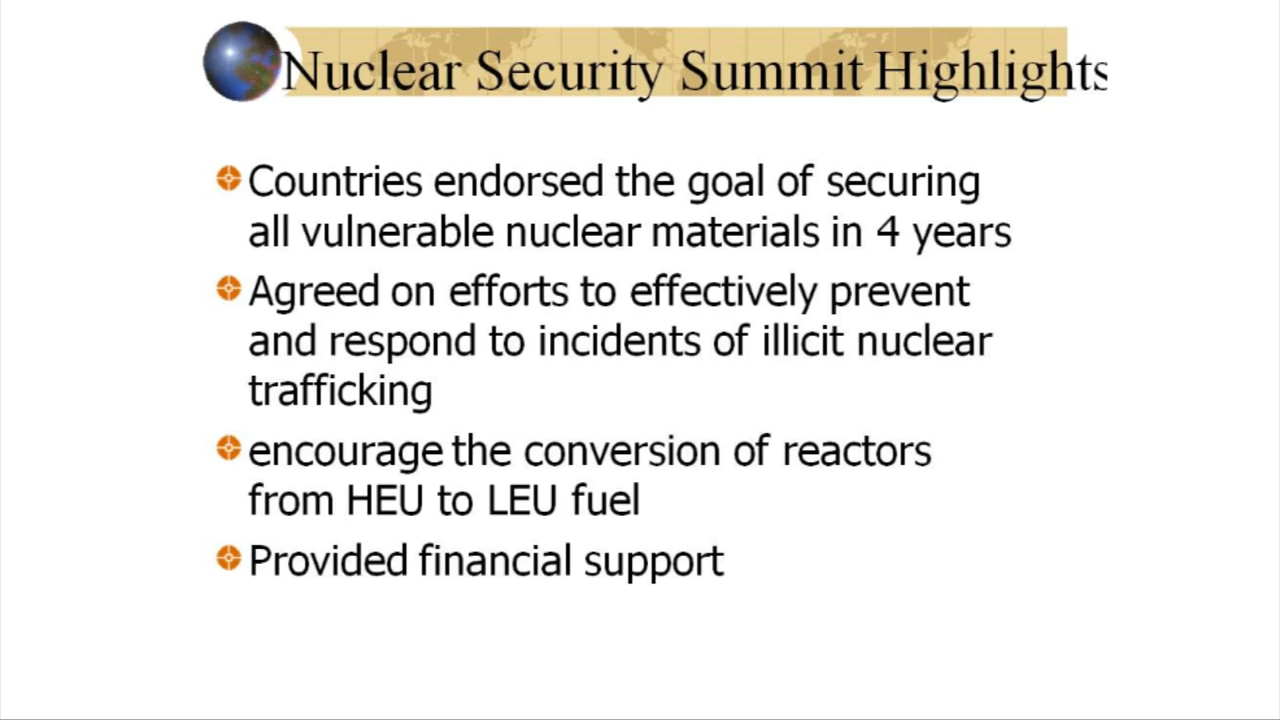 Nuclear Security Summit Highlights
Countries endorsed the goal of securing
all vulnerable nuclear materials in 4 years
Agreed on efforts to effectively prevent
and respond to incidents of illicit nuclear
trafficking
encourage the conversion of reactors
from HEU to LEU fuel
Provided financial support